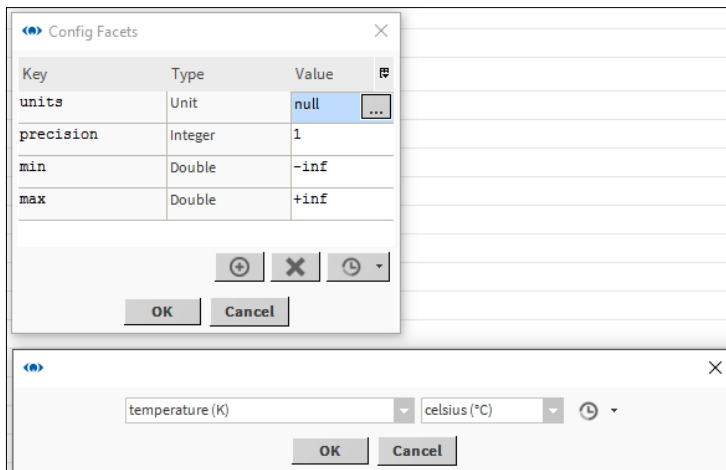 Config Facets
Key Type Value
units Unit null ...
precision Integer 1
min Double -inf
max Double +inf
OK Cancel
temperature (K) celsius (°C)
OK Cancel